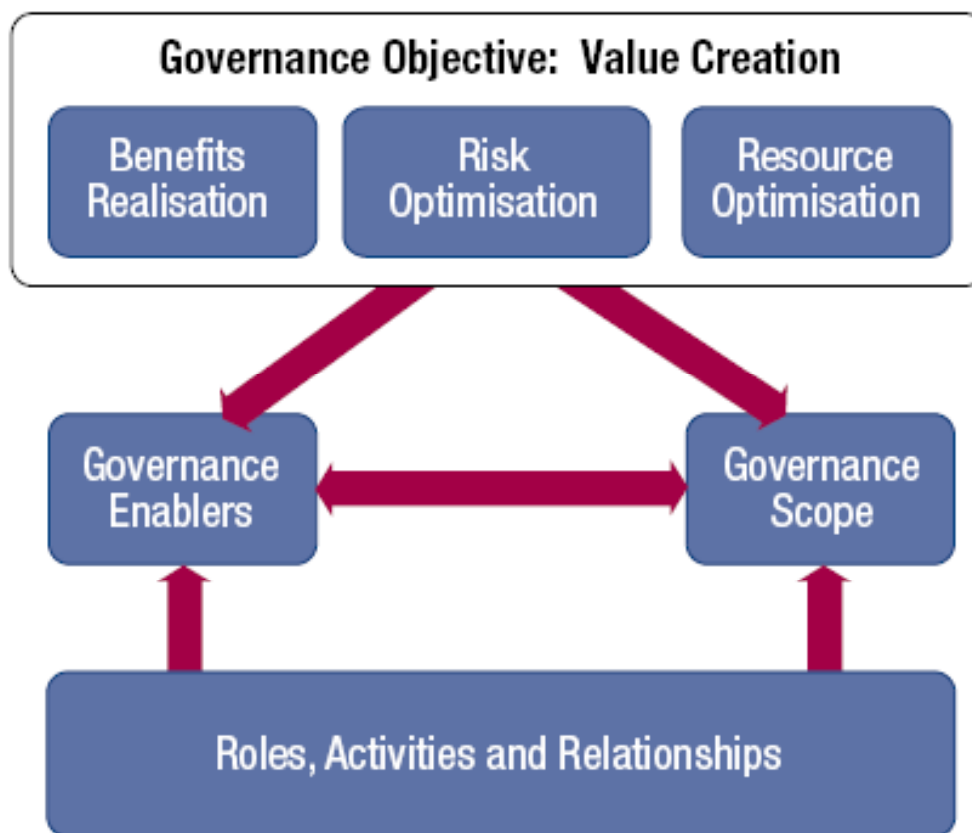 Governance Objective: Value Creation
Benefits
Realisation
Risk
Optimisation
Resource
Optimisation
Governance
Enablers
Governance
Scope
Roles, Activities and Relationships